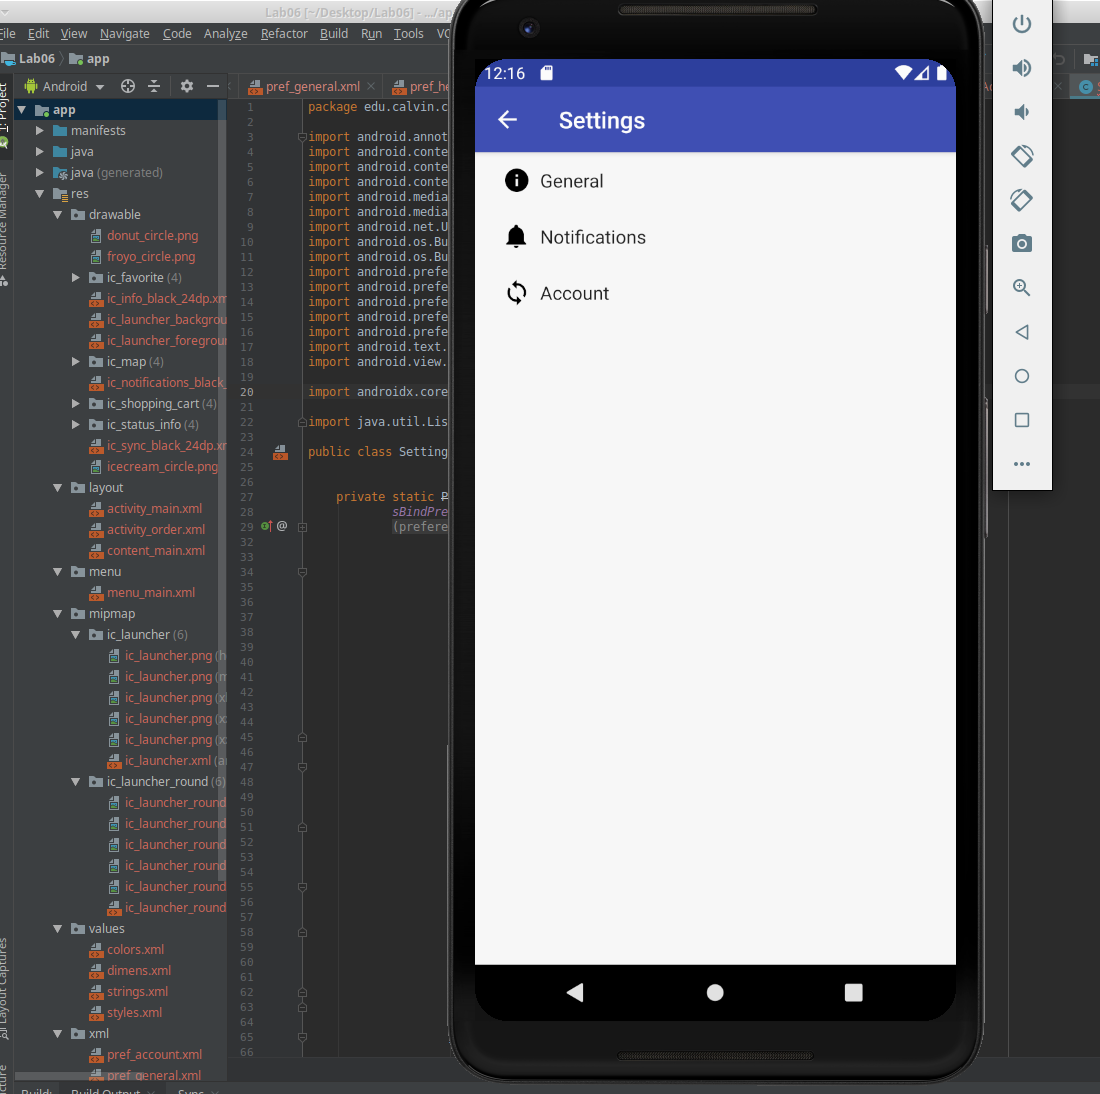 Lab06 [~/Desktop/Lab06] - .../ap
File Edit View Navigate Code Analyze Refactor Build Run Tools VC
Lab06 app
Android
pref_general.xml
pref_he
1: Project
Resource Manager
Layout Captures
app
manifests
java
java (generated)
res
drawable
donut_circle.png
froyo_circle.png
ic_favorite (4)
ic_info_black_24dp.xm
ic_launcher_backgrou
ic_launcher_foregroun
ic_map (4)
ic_notifications_black_
ic_shopping_cart (4)
ic_status_info (4)
ic_sync_black_24dp.xm
icecream_circle.png
layout
activity_main.xml
activity_order.xml
content_main.xml
menu
menu_main.xml
mipmap
ic_launcher (6)
ic_launcher.png (h
ic_launcher.png (m
ic_launcher.png (x
ic_launcher.png (x
ic_launcher.png (x
ic_launcher.xml (a
ic_launcher_round (6)
ic_launcher_round
ic_launcher_round
ic_launcher_round
ic_launcher_round
ic_launcher_round
ic_launcher_round
values
colors.xml
dimens.xml
strings.xml
styles.xml
xml
pref_account.xml
pref_general.xml
1 package edu.calvin.c
2
3 import android.annot
4 import android.conte
5 import android.conte
6 import android.conte
7 import android.media
8 import android.media
9 import android.net.U
10 import android.os.Bu
11 import android.os.Bu
12 import android.prefe
13 import android.prefe
14 import android.prefe
15 import android.prefe
16 import android.prefe
17 import android.text.
18 import android.view.
19
20 import androidx.core
21
22 import java.util.Lis
23
24 public class Setting
25
26
27 private static P
28 sBindPre
29 @ (prefere
32
33
34
35
36
37
38
39
40
41
42
43
44
45
46
47
48
49
50
51
52
53
54
55
56
57
58
59
60
61
62
63
64
65
66
12:16
Settings
General
Notifications
Account
Build: Build Output Sync